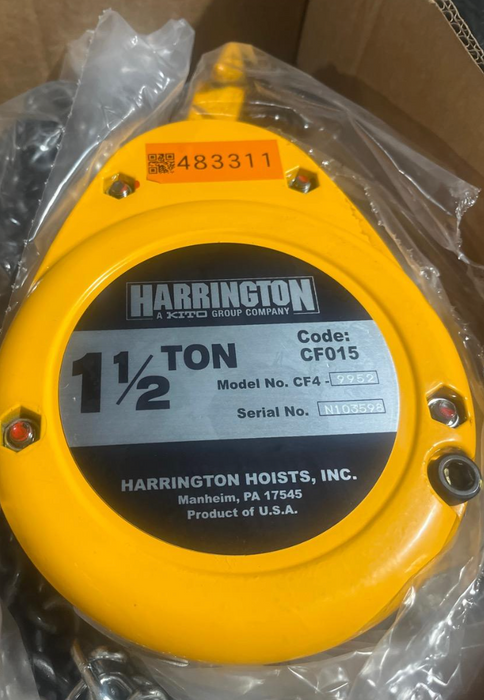 483311
HARRINGTON
A KITO GROUP COMPANY
1 1/2 TON
Code:
CF015
Model No. CF4 - 9952
Serial No. N103598
HARRINGTON HOISTS, INC.
Manheim, PA 17545
Product of U.S.A.